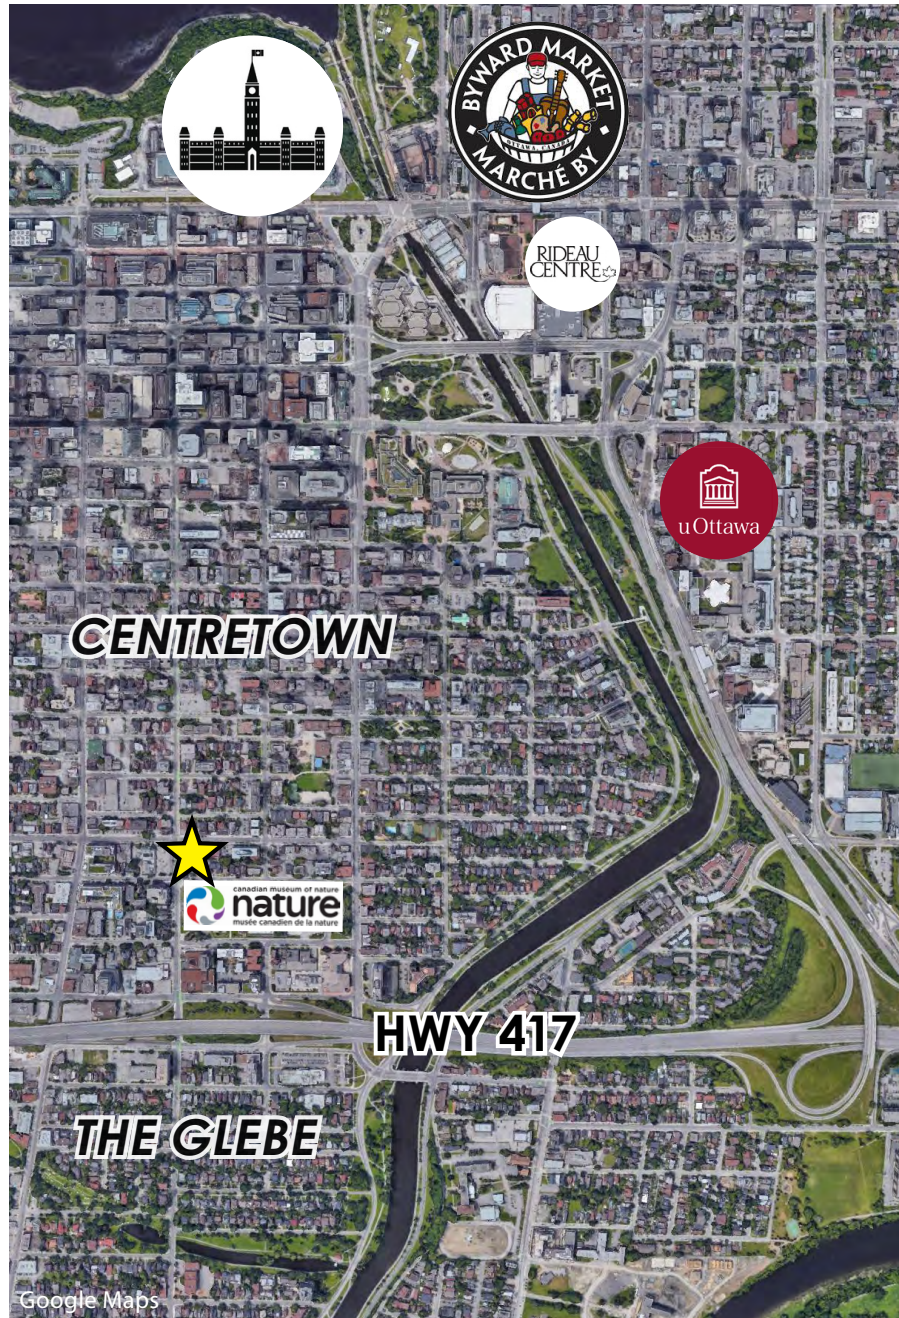 BYWARD MARKET
OTTAWA, CANADA
MARCHÉ BY
RIDEAU
CENTRE
uOttawa
CENTRETOWN
canadian museum of nature
nature
musée canadien de la nature
HWY 417
THE GLEBE
Google Maps